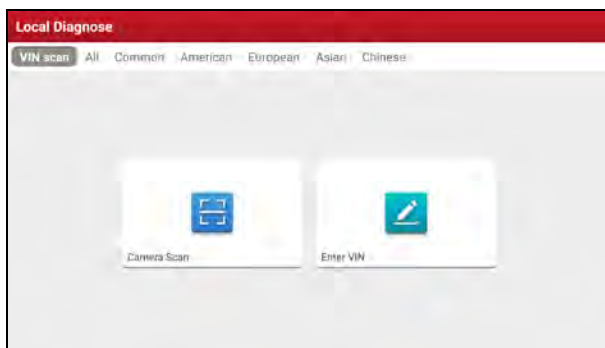 Local Diagnose
VIN scan All Common American European Asian Chinese
Camera Scan Enter VIN